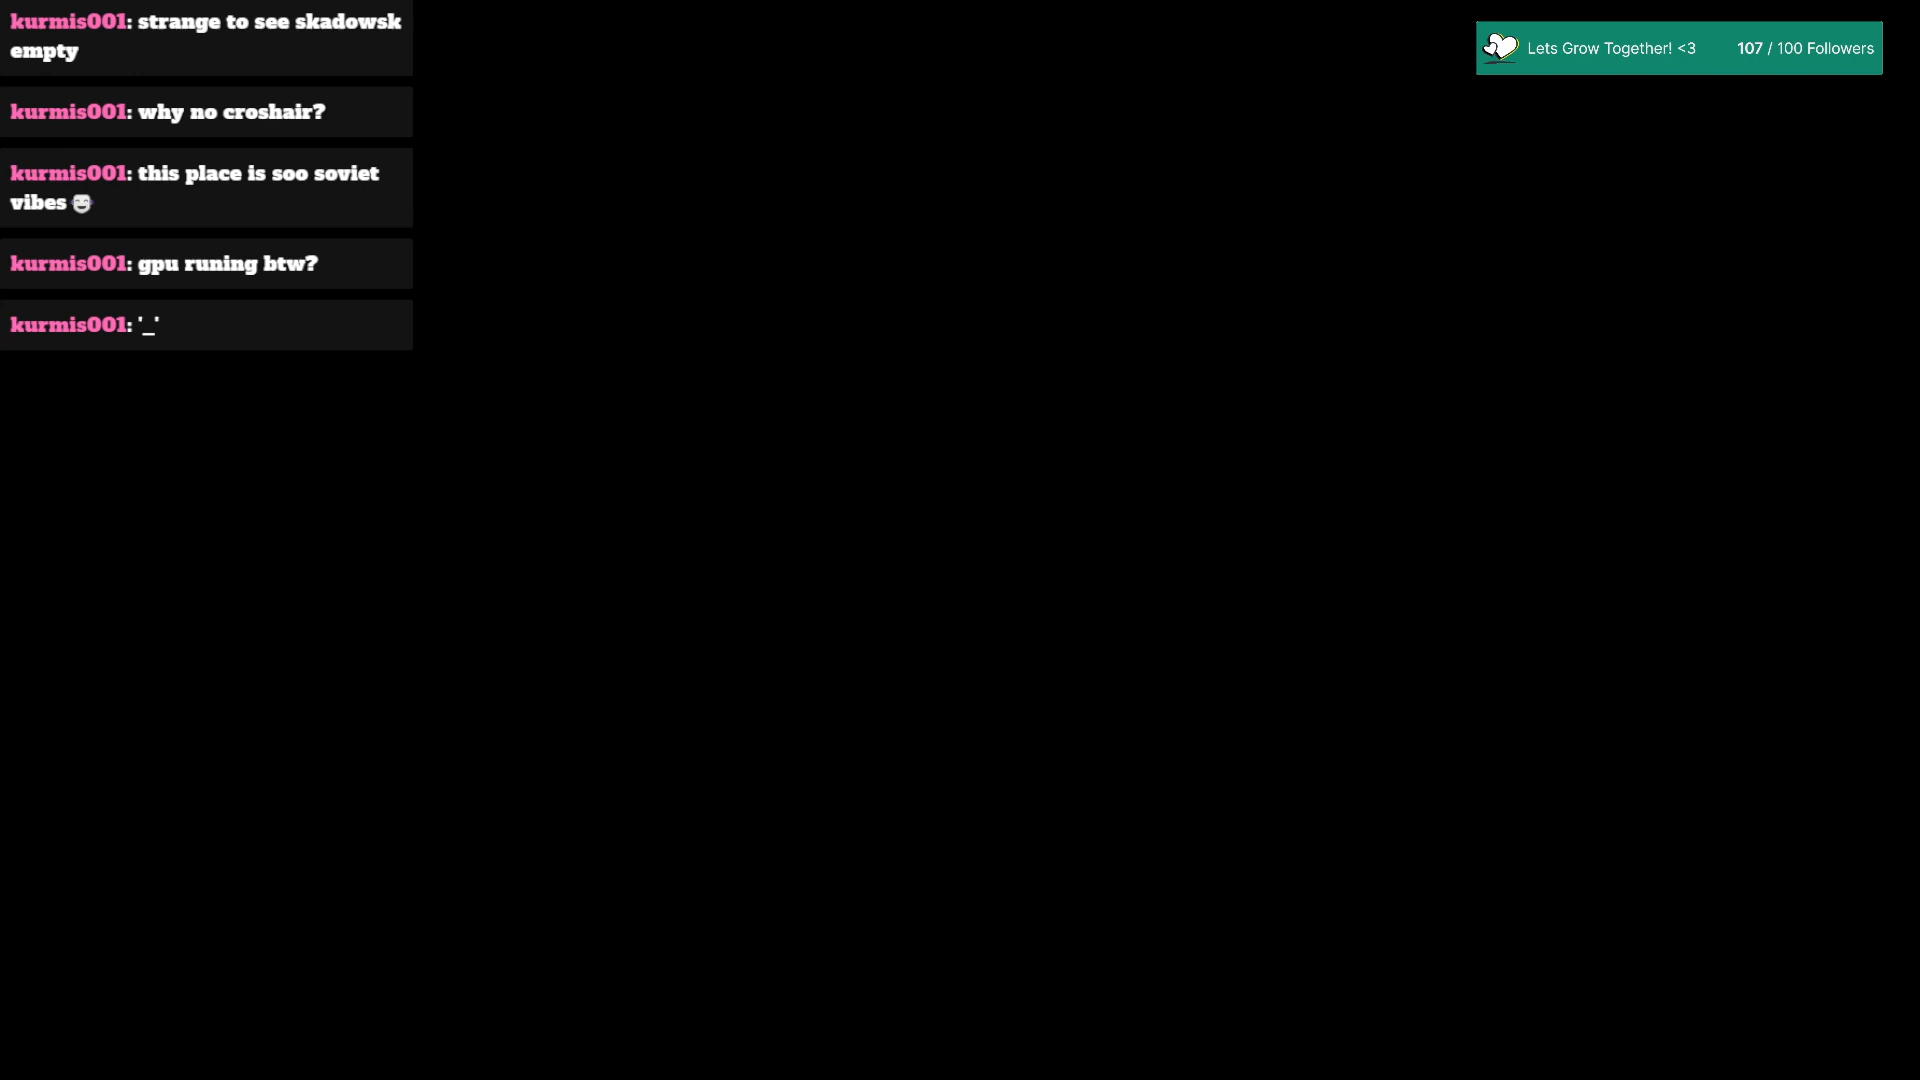 kurmis001: strange to see skadowsk
empty
kurmis001: why no croshair?
kurmis001: this place is soo soviet
vibes
kurmis001: gpu runing btw?
kurmis001: '_'
Lets Grow Together! <3 107 / 100 Followers